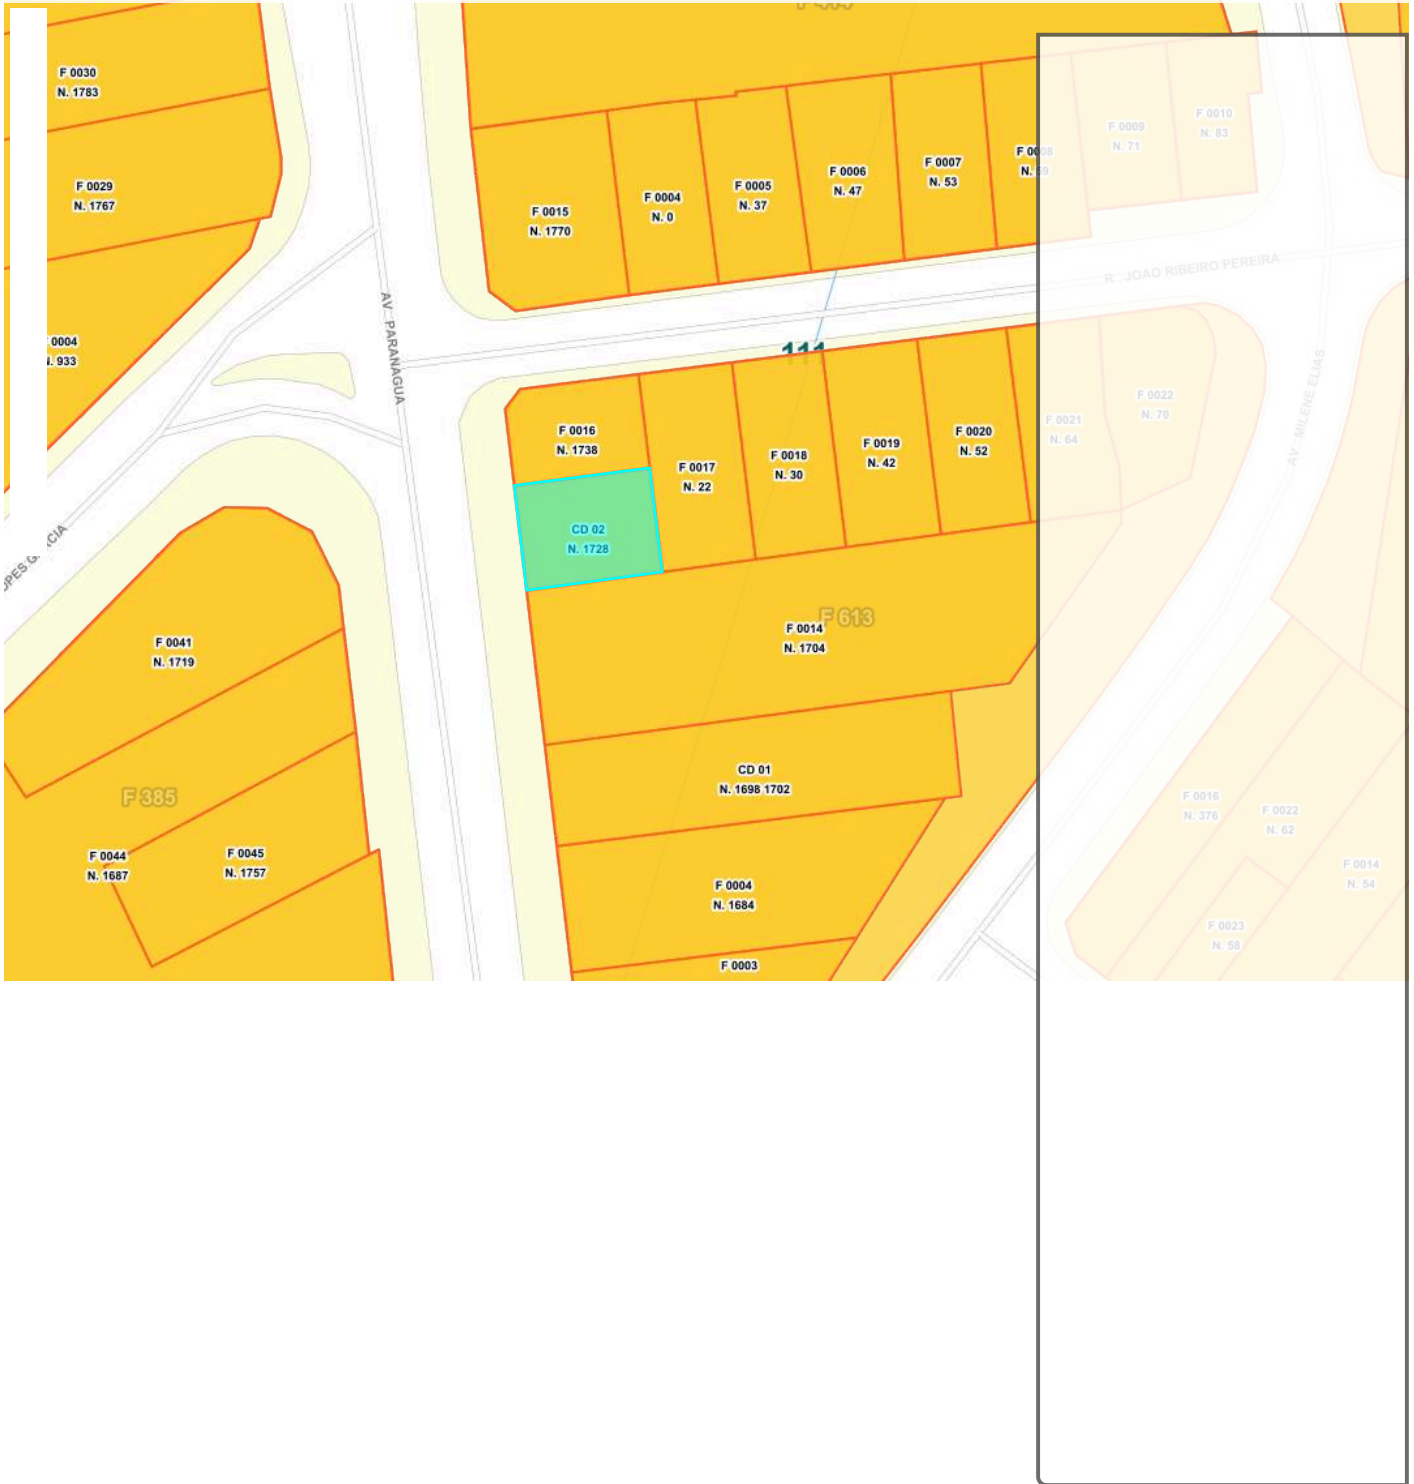 F 0030
N. 1783
F 0029
N. 1767
0004
N. 933
F 0015
N. 1770
F 0004
N. 0
F 0005
N. 37
F 0006
N. 47
F 0007
N. 53
F 0008
N. 59
F 0009
N. 71
F 0010
N. 83
R JOAO RIBEIRO PEREIRA
AV PARANAGUA
111
F 0016
N. 1738
F 0017
N. 22
F 0018
N. 30
F 0019
N. 42
F 0020
N. 52
F 0021
N. 64
F 0022
N. 70
AV MILENE ELIAS
CD 02
N. 1728
F 613
F 0014
N. 1704
F 0041
N. 1719
F 385
F 0044
N. 1687
F 0045
N. 1757
CD 01
N. 1698 1702
F 0004
N. 1684
F 0003
F 0016
N. 376
F 0022
N. 62
F 0014
N. 54
F 0023
N. 58